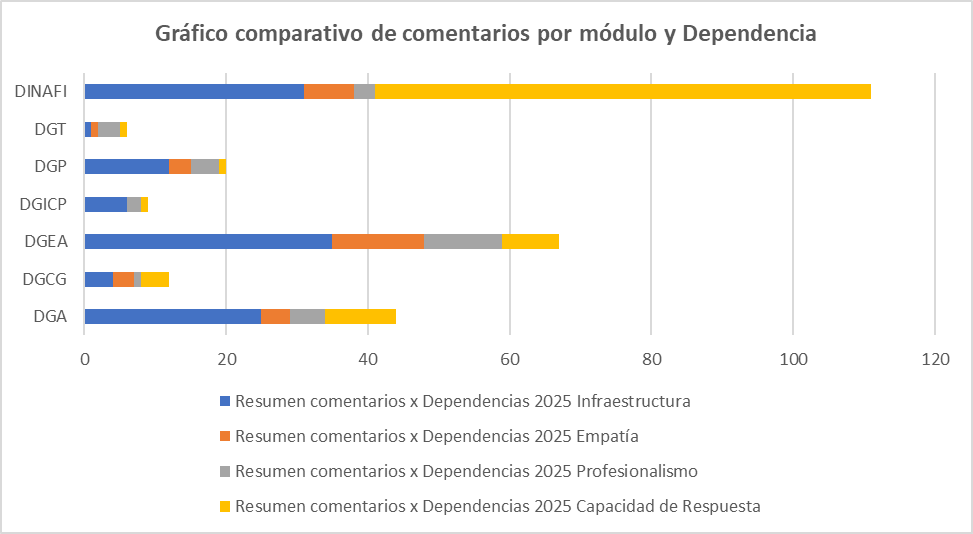 Gráfico comparativo de comentarios por módulo y Dependencia
DINAFI
DGT
DGP
DGICP
DGEA
DGCG
DGA
0 20 40 60 80 100 120
Resumen comentarios x Dependencias 2025 Infraestructura
Resumen comentarios x Dependencias 2025 Empatía
Resumen comentarios x Dependencias 2025 Profesionalismo
Resumen comentarios x Dependencias 2025 Capacidad de Respuesta